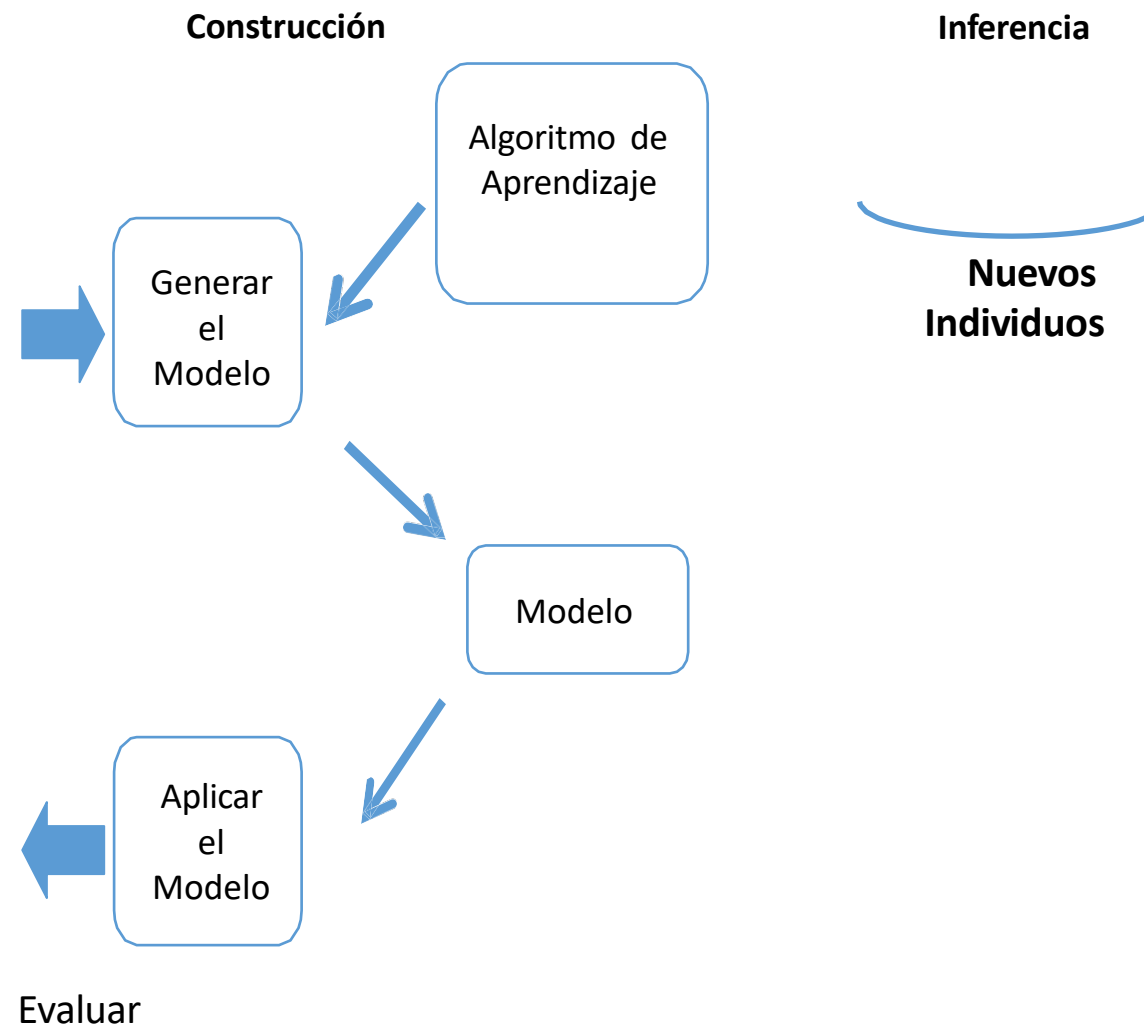 Construcción
Inferencia
Algoritmo de
Aprendizaje
Generar
el
Modelo
Nuevos
Individuos
Modelo
Aplicar
el
Modelo
Evaluar